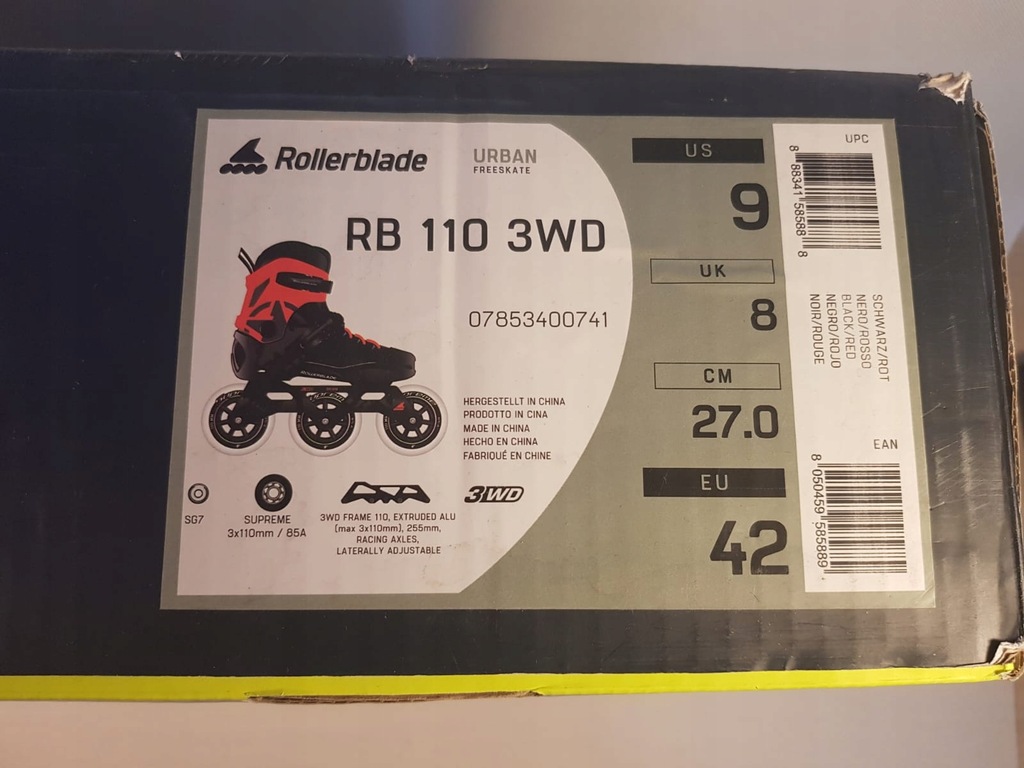 Rollerblade
URBAN
FREESKATE
RB 110 3WD
07853400741
HERGESTELLT IN CHINA
PRODOTTO IN CINA
MADE IN CHINA
HECHO EN CHINA
FABRIQUÉ EN CHINE
SG7
SUPREME
3x110mm / 85A
3WD FRAME 110, EXTRUDED ALU
(max 3x110mm), 255mm,
RACING AXLES,
LATERALLY ADJUSTABLE
3WD
US
9
UK
8
CM
27.0
EU
42
UPC
8 88341 58588 8
SCHWARZ/ROT
NERO/ROSSO
BLACK/RED
NEGRO/ROJO
NOIR/ROUGE
EAN
8 050459 585889